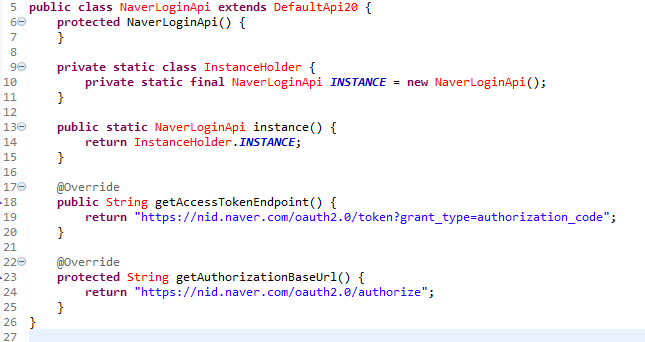 5 public class NaverLoginApi extends DefaultApi20 {
6 protected NaverLoginApi() {
7 }
8
9 private static class InstanceHolder {
10 private static final NaverLoginApi INSTANCE = new NaverLoginApi();
11 }
12
13 public static NaverLoginApi instance() {
14 return InstanceHolder.INSTANCE;
15 }
16
17 @Override
18 public String getAccessTokenEndpoint() {
19 return "https://nid.naver.com/oauth2.0/token?grant_type=authorization_code";
20 }
21
22 @Override
23 protected String getAuthorizationBaseUrl() {
24 return "https://nid.naver.com/oauth2.0/authorize";
25 }
26 }
27